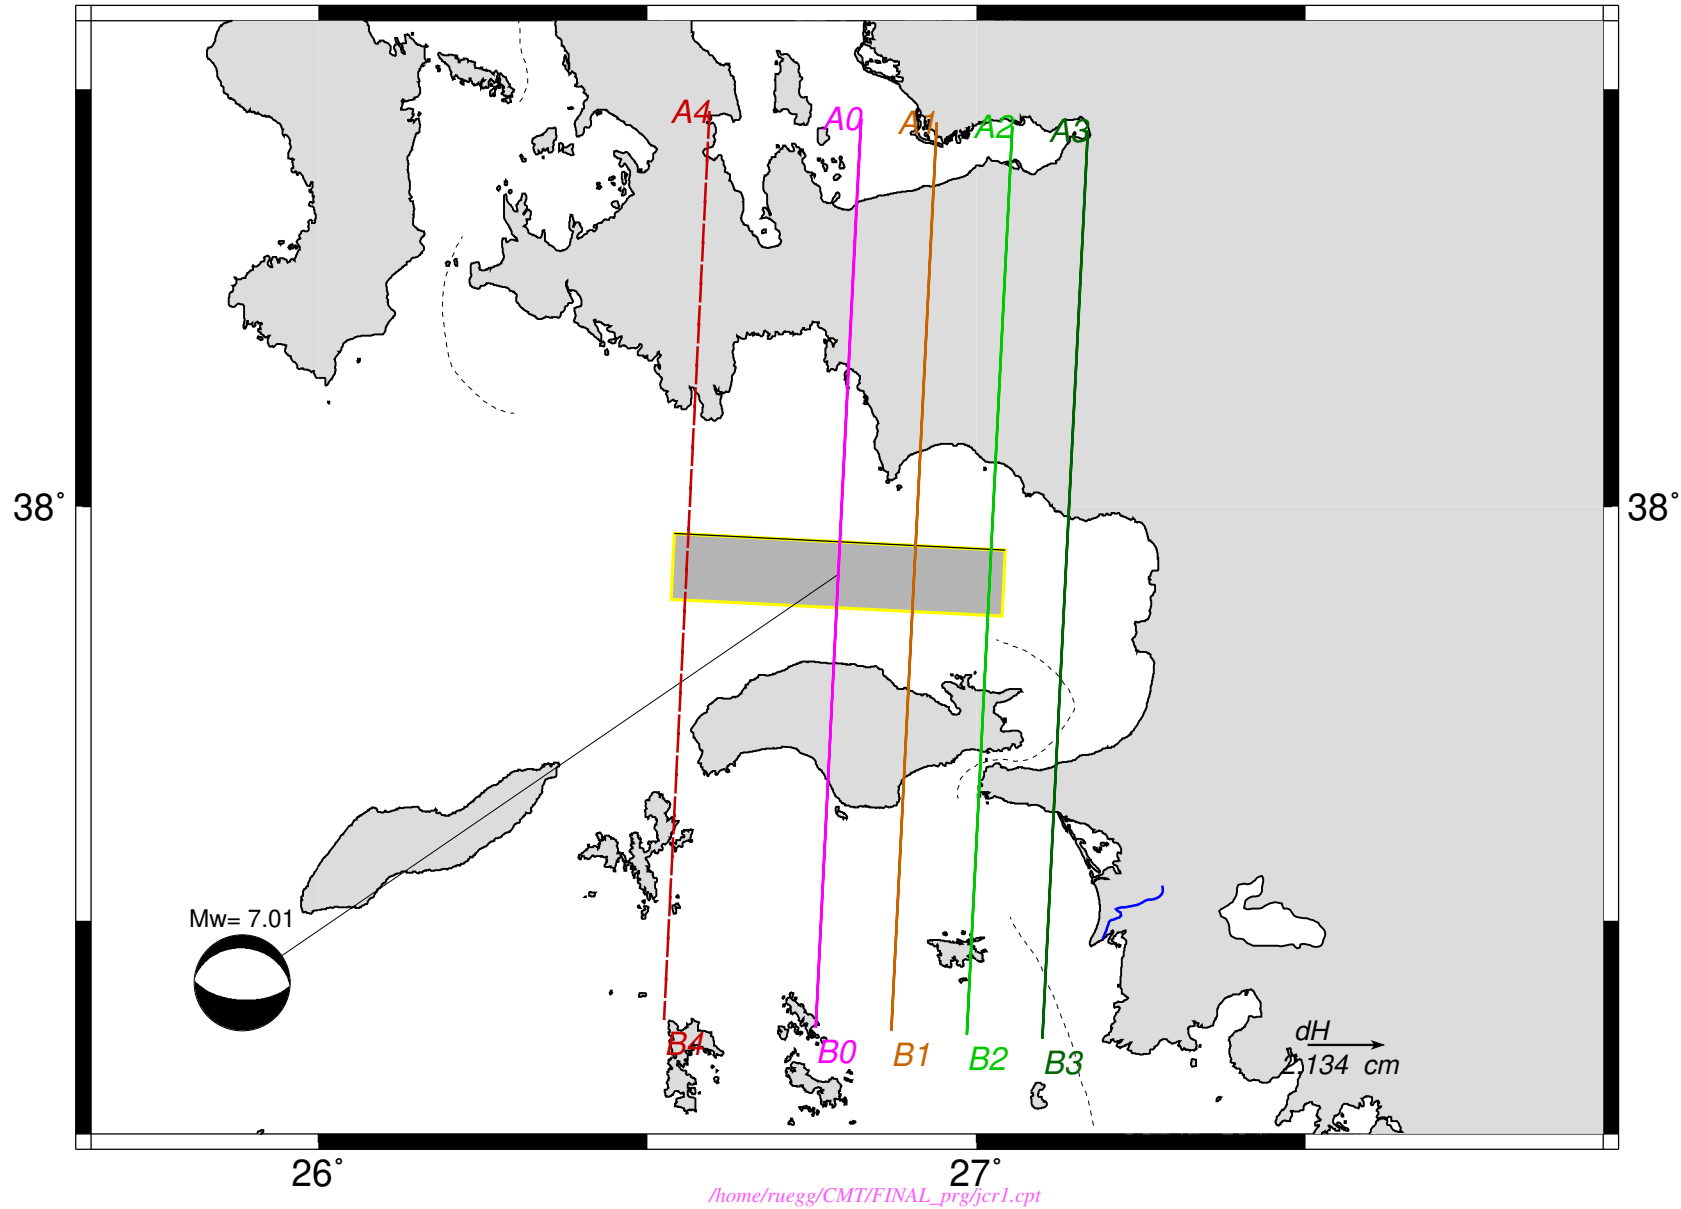 A4
A0
A1
A2
A3
38°
38°
Mw= 7.01
dH
2.134 cm
B4
B0
B1
B2
B3
26°
27°
/home/ruegg/CMT/FINAL_prg/jcr1.cpt